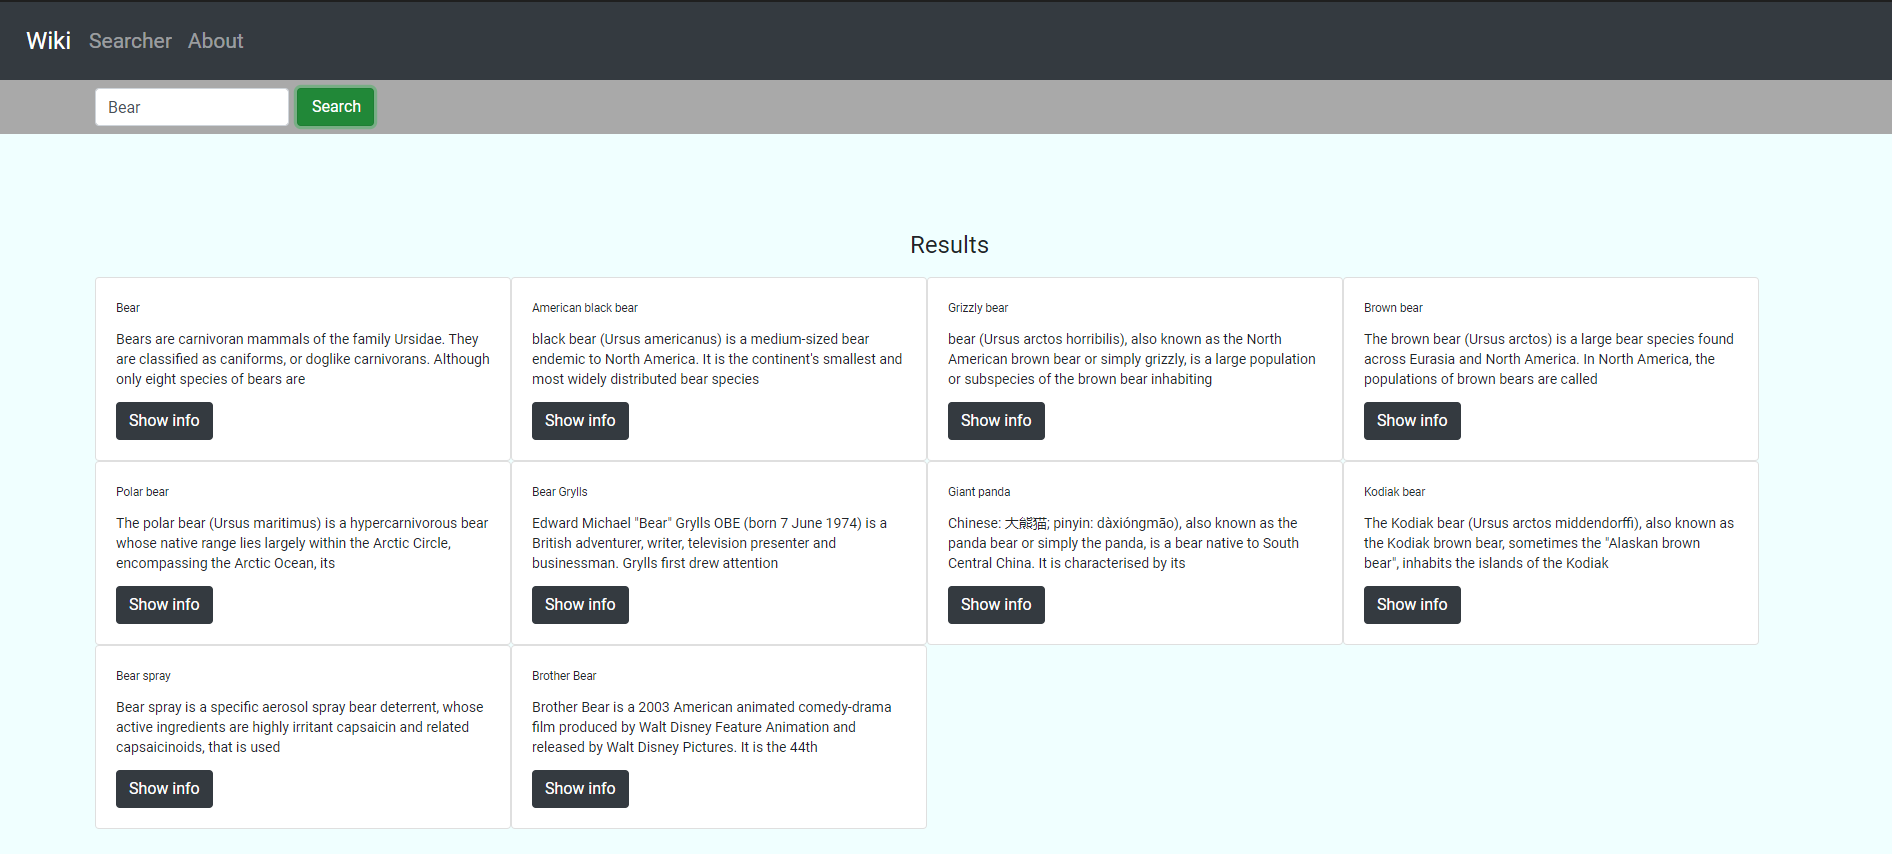 Wiki Searcher About
Bear Search
Results
Bear
Bears are carnivoran mammals of the family Ursidae. They
are classified as caniforms, or doglike carnivorans. Although
only eight species of bears are
Show info
American black bear
black bear (Ursus americanus) is a medium-sized bear
endemic to North America. It is the continent's smallest and
most widely distributed bear species
Show info
Grizzly bear
bear (Ursus arctos horribilis), also known as the North
American brown bear or simply grizzly, is a large population
or subspecies of the brown bear inhabiting
Show info
Brown bear
The brown bear (Ursus arctos) is a large bear species found
across Eurasia and North America. In North America, the
populations of brown bears are called
Show info
Polar bear
The polar bear (Ursus maritimus) is a hypercarnivorous bear
whose native range lies largely within the Arctic Circle,
encompassing the Arctic Ocean, its
Show info
Bear Grylls
Edward Michael "Bear" Grylls OBE (born 7 June 1974) is a
British adventurer, writer, television presenter and
businessman. Grylls first drew attention
Show info
Giant panda
Chinese: 大熊猫; pinyin: dàxióngmāo), also known as the
panda bear or simply the panda, is a bear native to South
Central China. It is characterised by its
Show info
Kodiak bear
The Kodiak bear (Ursus arctos middendorffi), also known as
the Kodiak brown bear, sometimes the "Alaskan brown
bear", inhabits the islands of the Kodiak
Show info
Bear spray
Bear spray is a specific aerosol spray bear deterrent, whose
active ingredients are highly irritant capsaicin and related
capsaicinoids, that is used
Show info
Brother Bear
Brother Bear is a 2003 American animated comedy-drama
film produced by Walt Disney Feature Animation and
released by Walt Disney Pictures. It is the 44th
Show info